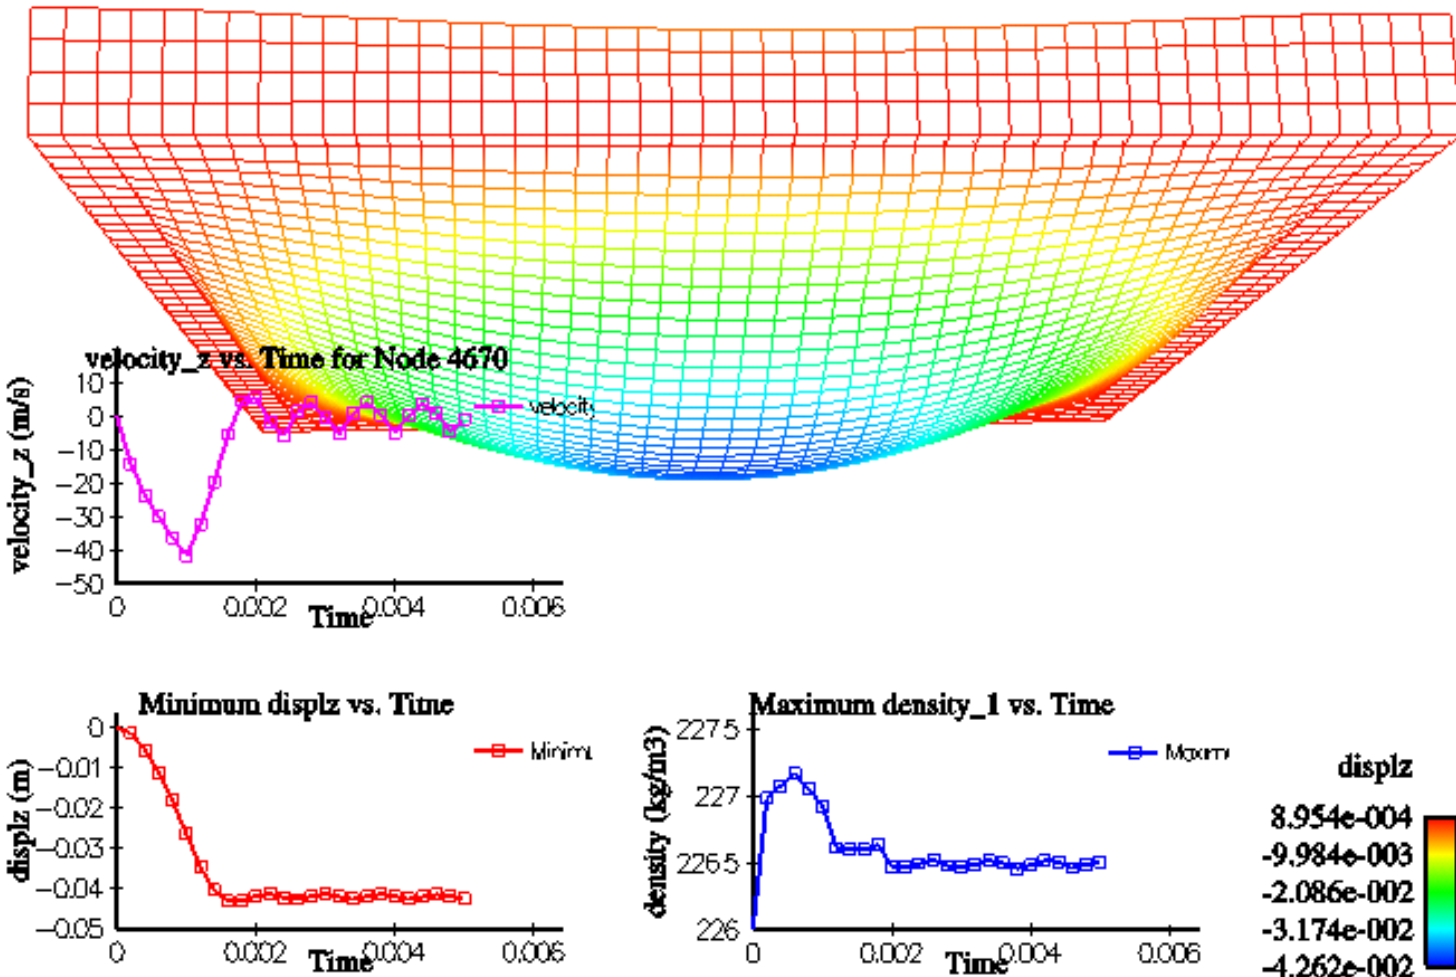 velocity_z vs. Time for Node 4670
velocity_z (m/s)
10
0
−10
−20
−30
−40
−50
velocity
0 0.002 0.004 0.006
Time
Minimum displz vs. Time
displz (m)
0
−0.01
−0.02
−0.03
−0.04
−0.05
Minimu
0 0.002 0.004 0.006
Time
Maximum density_1 vs. Time
density (kg/m3)
227.5
227
226.5
226
Maximu
0 0.002 0.004 0.006
Time
displz
8.954e-004
-9.984e-003
-2.086e-002
-3.174e-002
-4.262e-002